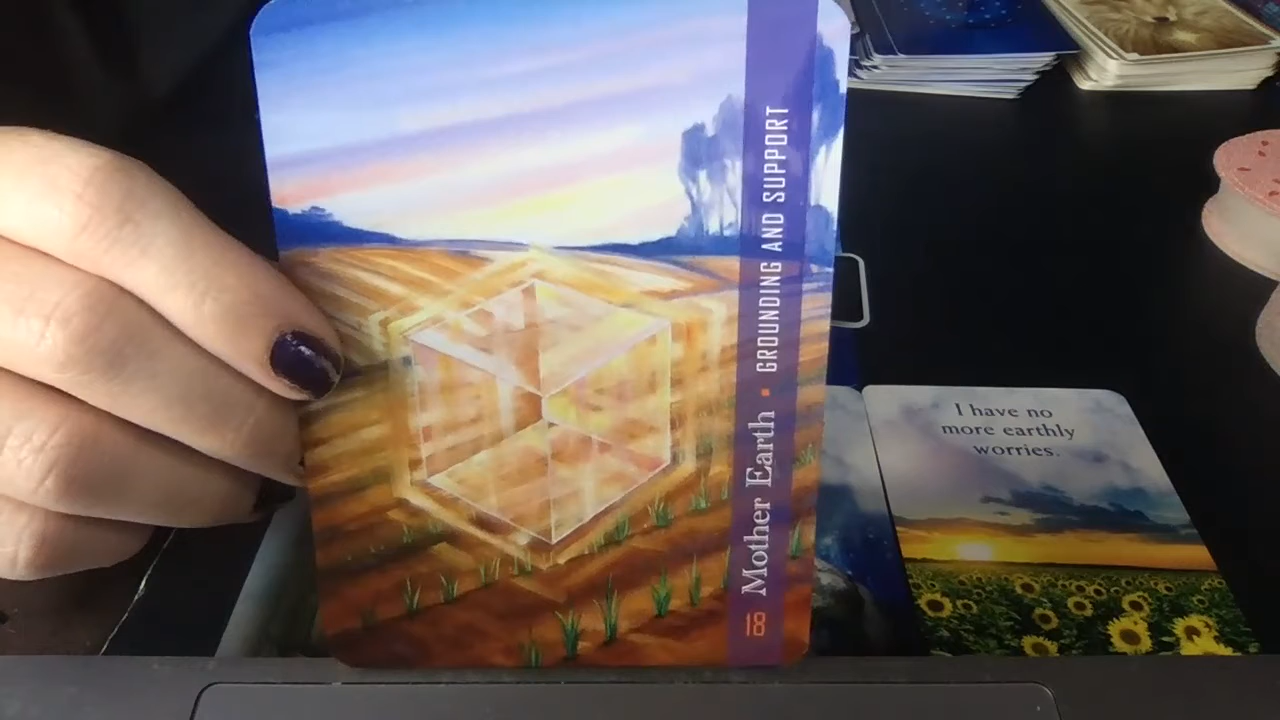 18 Mother Earth • GROUNDING AND SUPPORT
I have no
more earthly
worries.